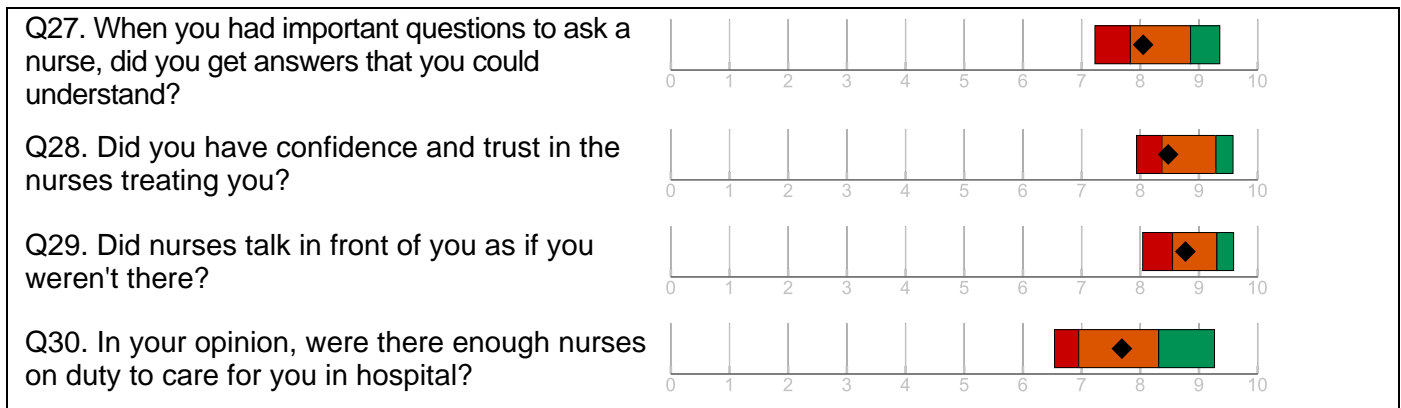 Q27. When you had important questions to ask a
nurse, did you get answers that you could
understand?
0 1 2 3 4 5 6 7 8 9 10
Q28. Did you have confidence and trust in the
nurses treating you?
0 1 2 3 4 5 6 7 8 9 10
Q29. Did nurses talk in front of you as if you
weren't there?
0 1 2 3 4 5 6 7 8 9 10
Q30. In your opinion, were there enough nurses
on duty to care for you in hospital?
0 1 2 3 4 5 6 7 8 9 10